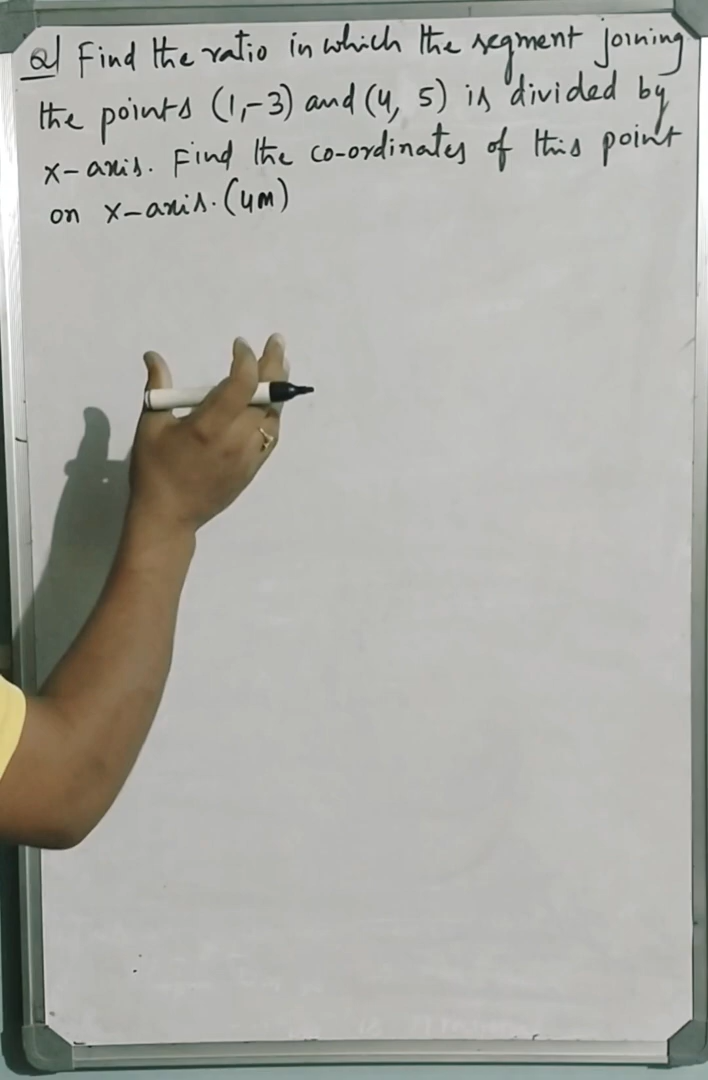 Q) Find the ratio in which the segment joining
the points (1,-3) and (4, 5) is divided by
x-axis. Find the co-ordinates of this point
on x-axis. (4M)